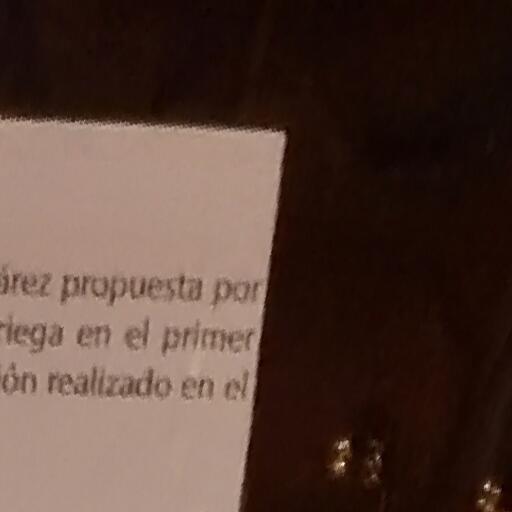 árez propuesta por
riega en el primer
ión realizado en el